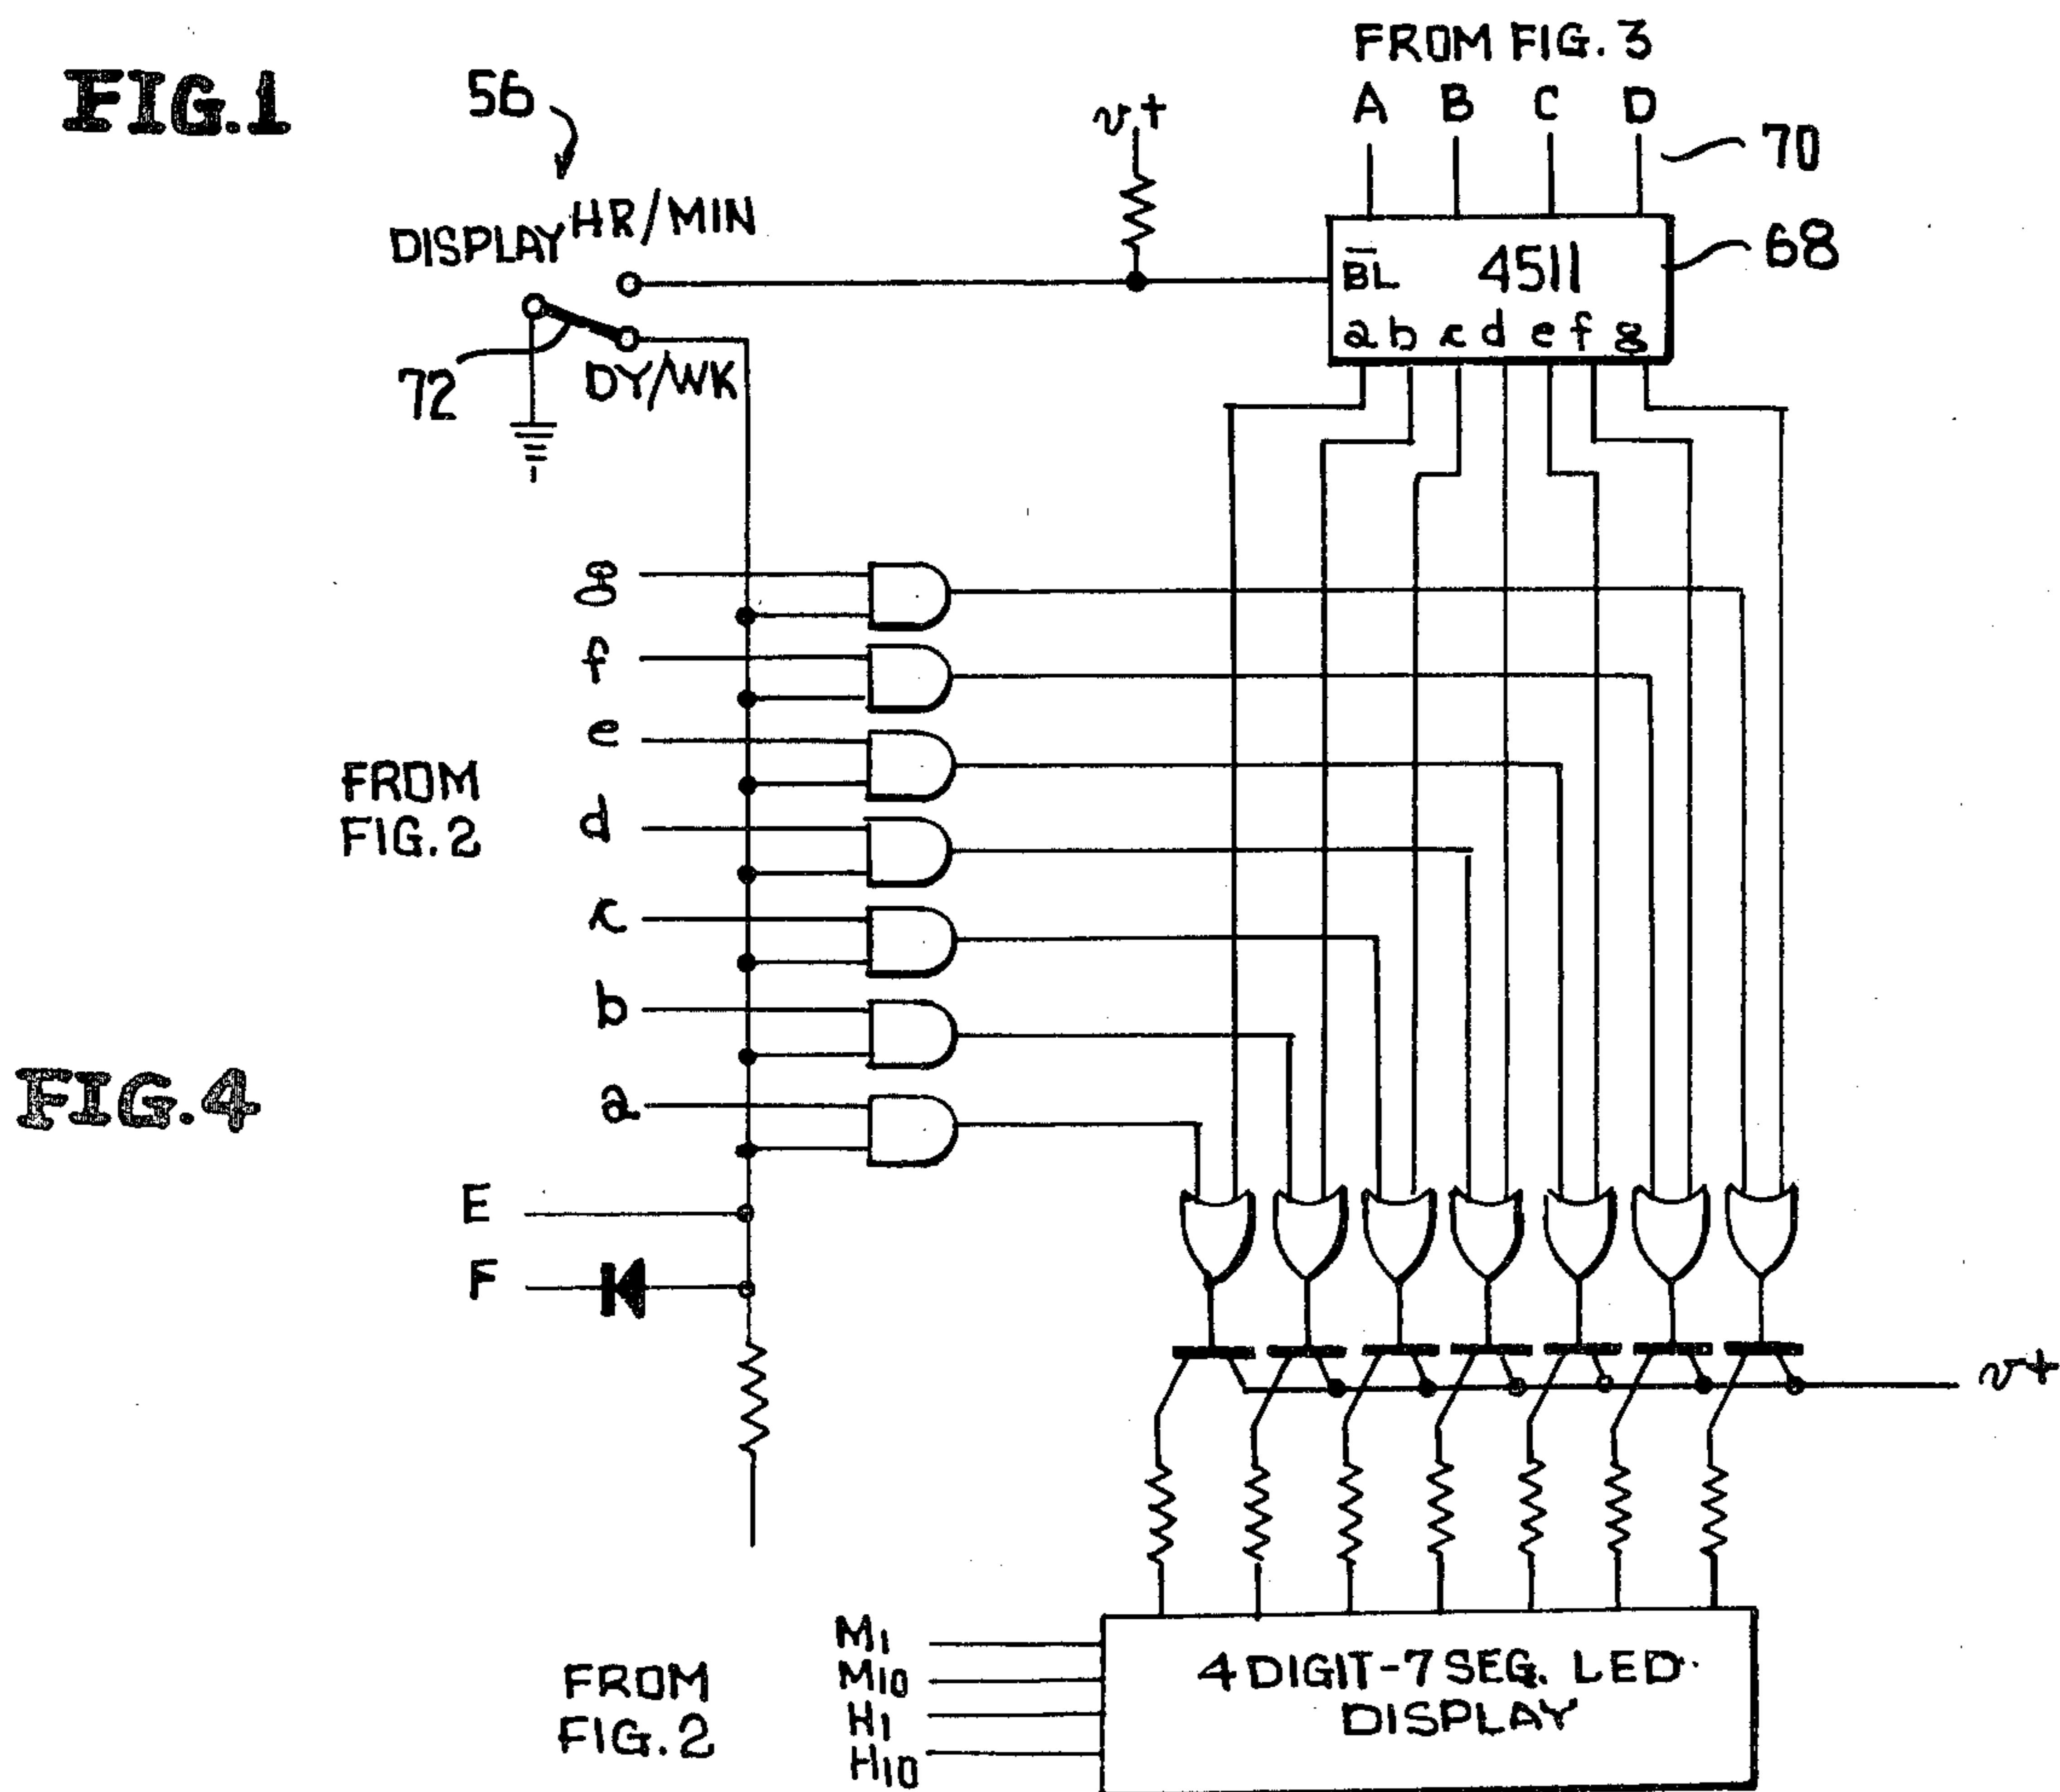 FIG.1
56
FROM FIG. 3
A B C D
v+
70
DISPLAY HR/MIN
72
DY/WK
B̅L̅ 4511
a b c d e f g
68
g
f
e
FROM
FIG. 2
d
c
b
a
FIG.4
E
F
v+
FROM
FIG. 2
M1
M10
H1
H10
4 DIGIT-7 SEG. LED
DISPLAY